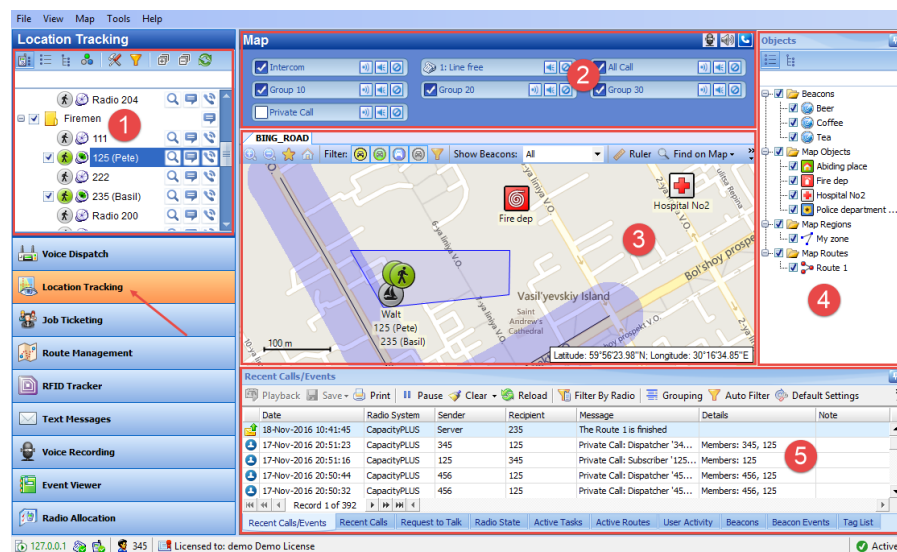 File View Map Tools Help
Location Tracking
Radio 204
Firemen
111
125 (Pete)
222
235 (Basil)
Radio 200
1
Voice Dispatch
Location Tracking
Job Ticketing
Route Management
RFID Tracker
Text Messages
Voice Recording
Event Viewer
Radio Allocation
Map
Intercom 1: Line free All Call
Group 10 Group 20 Group 30
Private Call
2
BING_ROAD
Filter: Show Beacons: All Ruler Find on Map
Fire dep
Hospital No2
3
6-ya liniya V.O.
2-ya liniya V.O.
ulitsa Repina
Bol'shoy prospekt
Walt
125 (Pete)
235 (Basil)
Vasil'yevskiy Island
Saint
Andrew's
Cathedral
10-ya
100 m
Latitude: 59°56'23.98"N; Longitude: 30°16'34.85"E
Objects
Beacons
Beer
Coffee
Tea
Map Objects
Abiding place
Fire dep
Hospital No2
Police department ...
Map Regions
My zone
Map Routes
Route 1
4
Recent Calls/Events
Playback Save Print Pause Clear Reload Filter By Radio Grouping Auto Filter Default Settings
Date Radio System Sender Recipient Message Details Note
18-Nov-2016 10:41:45 CapacityPLUS Server 235 The Route 1 is finished
17-Nov-2016 20:51:23 CapacityPLUS 345 125 Private Call: Dispatcher '34... Members: 345, 125
17-Nov-2016 20:51:16 CapacityPLUS 125 345 Private Call: Subscriber '125... Members: 125
17-Nov-2016 20:50:44 CapacityPLUS 456 125 Private Call: Dispatcher '45... Members: 456, 125
17-Nov-2016 20:50:32 CapacityPLUS 456 125 Private Call: Dispatcher '45... Members: 456, 125
5
Record 1 of 392
Recent Calls/Events Recent Calls Request to Talk Radio State Active Tasks Active Routes User Activity Beacons Beacon Events Tag List
127.0.0.1 345 Licensed to: demo Demo License Active